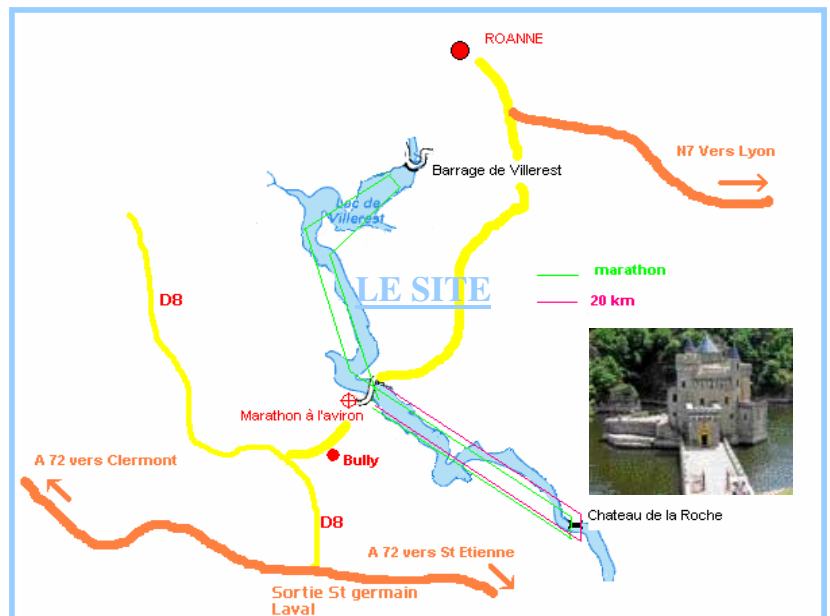 ROANNE
N7 Vers Lyon
Barrage de Villerest
Lac de
Villerest
marathon
LE SITE
20 km
D8
Marathon à l'aviron
A 72 vers Clermont
Bully
Chateau de la Roche
D8
A 72 vers St Etienne
Sortie St germain
Laval